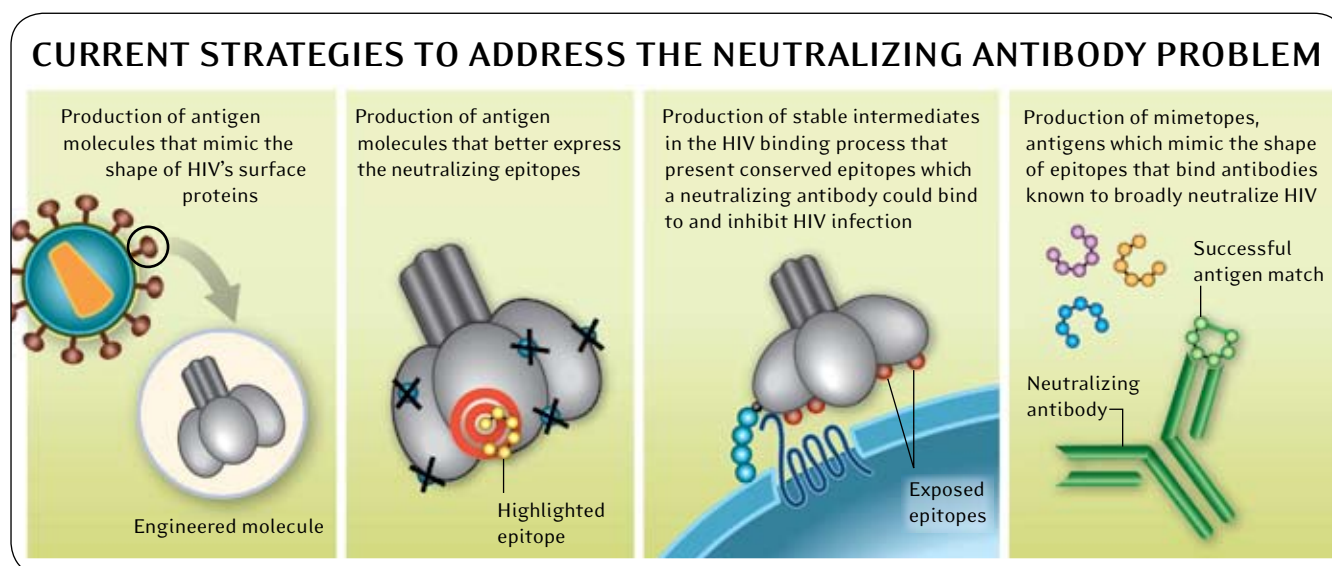 CURRENT STRATEGIES TO ADDRESS THE NEUTRALIZING ANTIBODY PROBLEM
Production of antigen
molecules that mimic the
shape of HIV's surface
proteins
Engineered molecule
Production of antigen
molecules that better express
the neutralizing epitopes
Highlighted
epitope
Production of stable intermediates
in the HIV binding process that
present conserved epitopes which
a neutralizing antibody could bind
to and inhibit HIV infection
Exposed
epitopes
Production of mimetopes,
antigens which mimic the shape
of epitopes that bind antibodies
known to broadly neutralize HIV
Successful
antigen match
Neutralizing
antibody